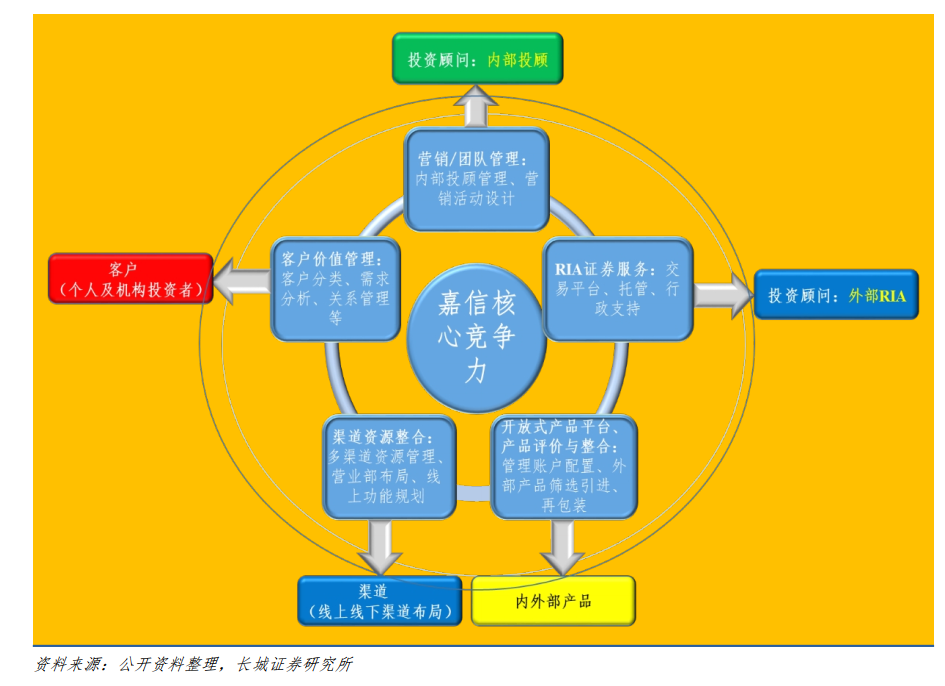 投资顾问：内部投顾
营销/团队管理：
内部投顾管理、营
销活动设计
客户价值管理：
客户分类、需求
分析、关系管理
等
RIA证券服务：交
易平台、托管、行
政支持
客户
（个人及机构投资者）
投资顾问：外部RIA
嘉信核
心竞争
力
渠道资源整合：
多渠道资源管理、
营业部布局、线
上功能规划
开放式产品平台、
产品评价与整合：
管理账户配置、外
部产品筛选引进、
再包装
渠道
（线上线下渠道布局）
内外部产品
资料来源：公开资料整理，长城证券研究所